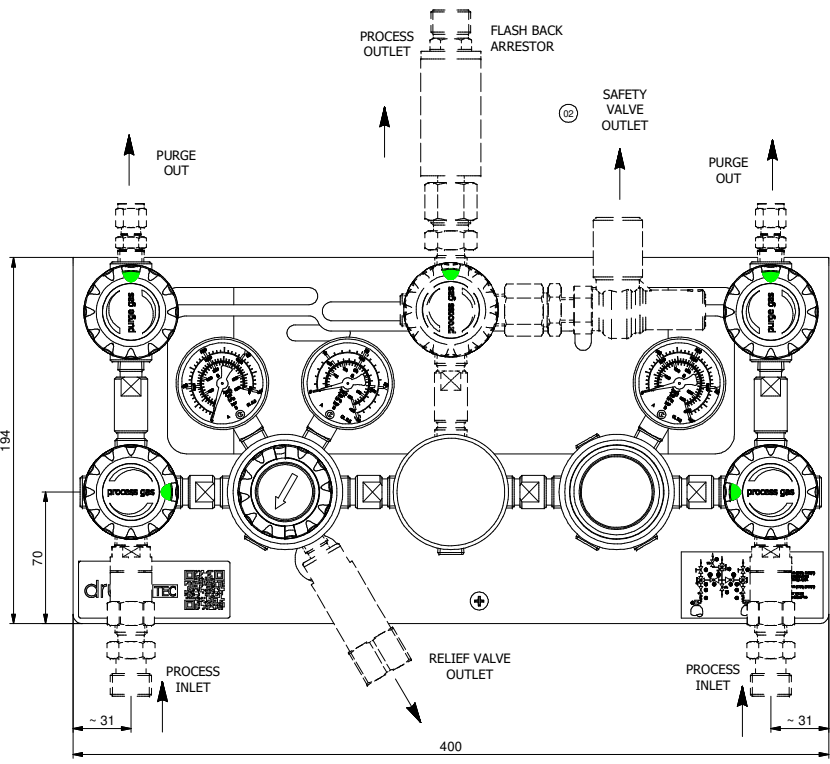 PROCESS
OUTLET
FLASH BACK
ARRESTOR
02
SAFETY
VALVE
OUTLET
PURGE
OUT
PURGE
OUT
purge gas
process gas
purge gas
194
process gas
process gas
70
TEC
RELIEF VALVE
OUTLET
PROCESS
INLET
PROCESS
INLET
~ 31
~ 31
400